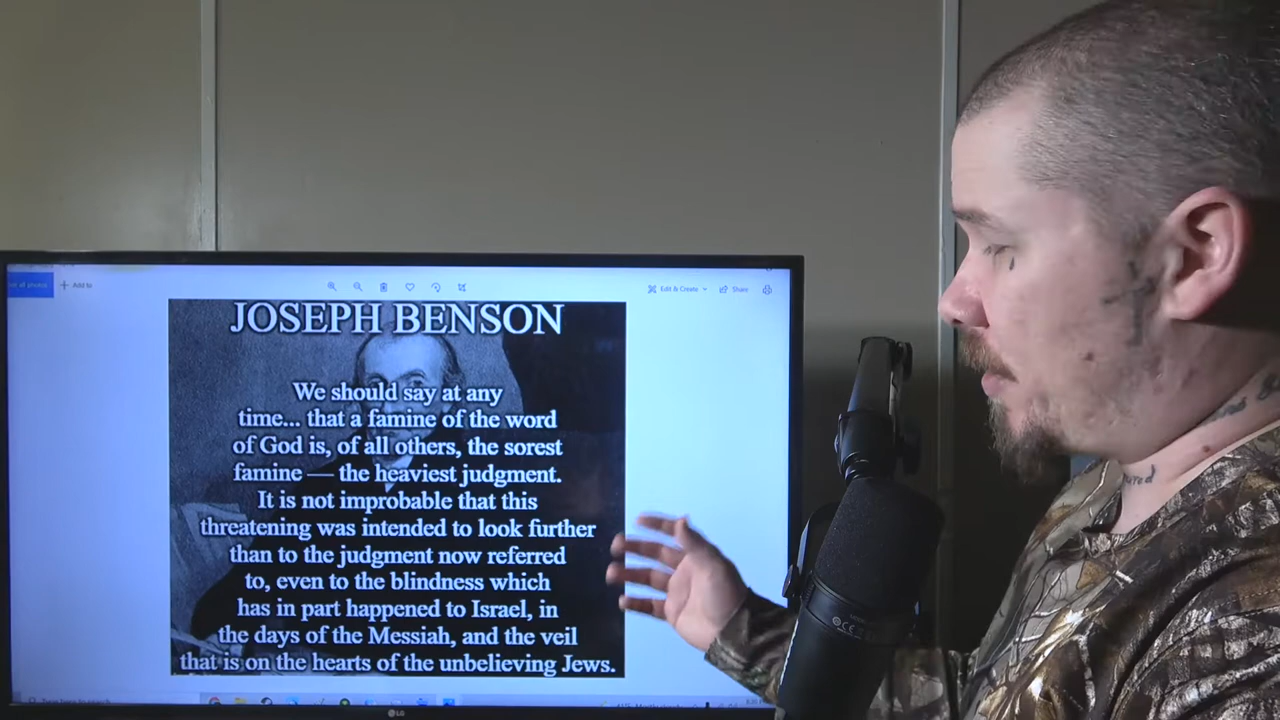 Add to
Edit & Create
Share
JOSEPH BENSON
We should say at any
time... that a famine of the word
of God is, of all others, the sorest
famine — the heaviest judgment.
It is not improbable that this
threatening was intended to look further
than to the judgment now referred
to, even to the blindness which
has in part happened to Israel, in
the days of the Messiah, and the veil
that is on the hearts of the unbelieving Jews.
LG